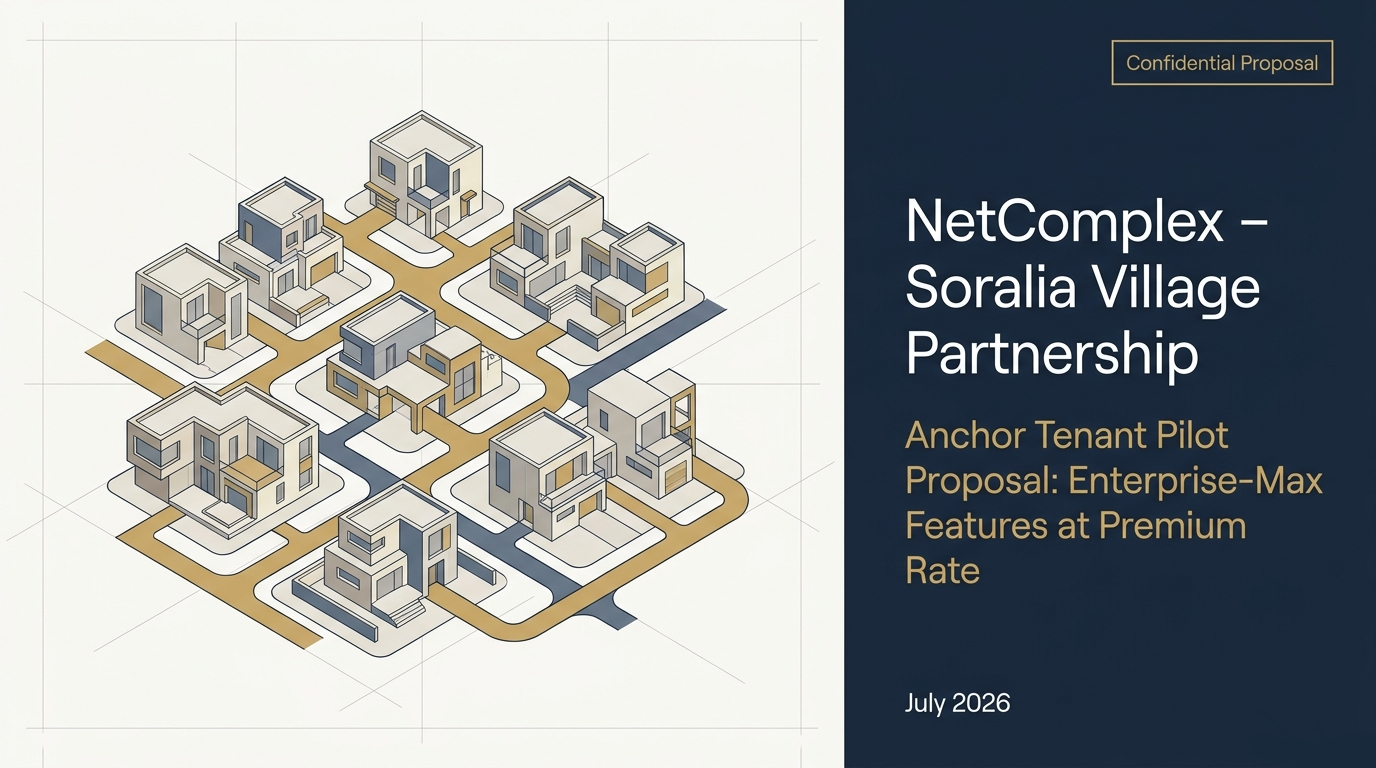 Confidential Proposal
NetComplex –
Soralia Village
Partnership
Anchor Tenant Pilot
Proposal: Enterprise-Max
Features at Premium
Rate
July 2026